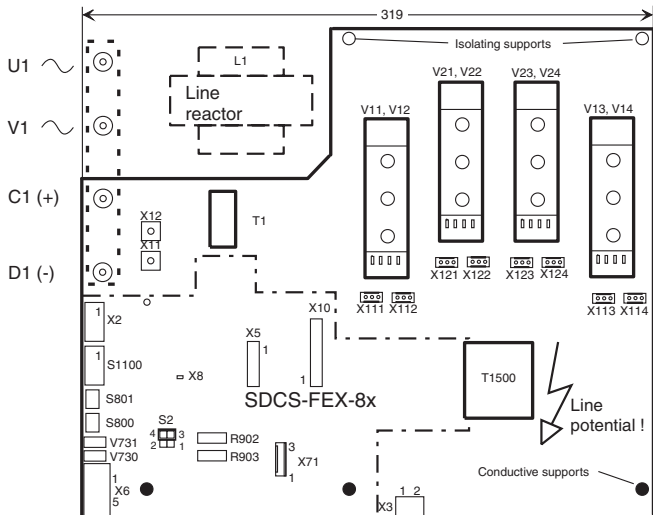 319
U1
L1
Isolating supports
Line
reactor
V21, V22
V23, V24
V11, V12
V13, V14
V1
C1 (+)
T1
X12
X11
D1 (-)
X121
X122
X123
X124
X111
X112
X113
X114
1
X2
X10
X5
1
1
S1100
X8
1
SDCS-FEX-8x
T1500
Line
potential !
S801
S800
S2
4
3
2
1
V731
V730
R902
R903
3
X71
1
1
X6
5
Conductive supports
1 2
X3